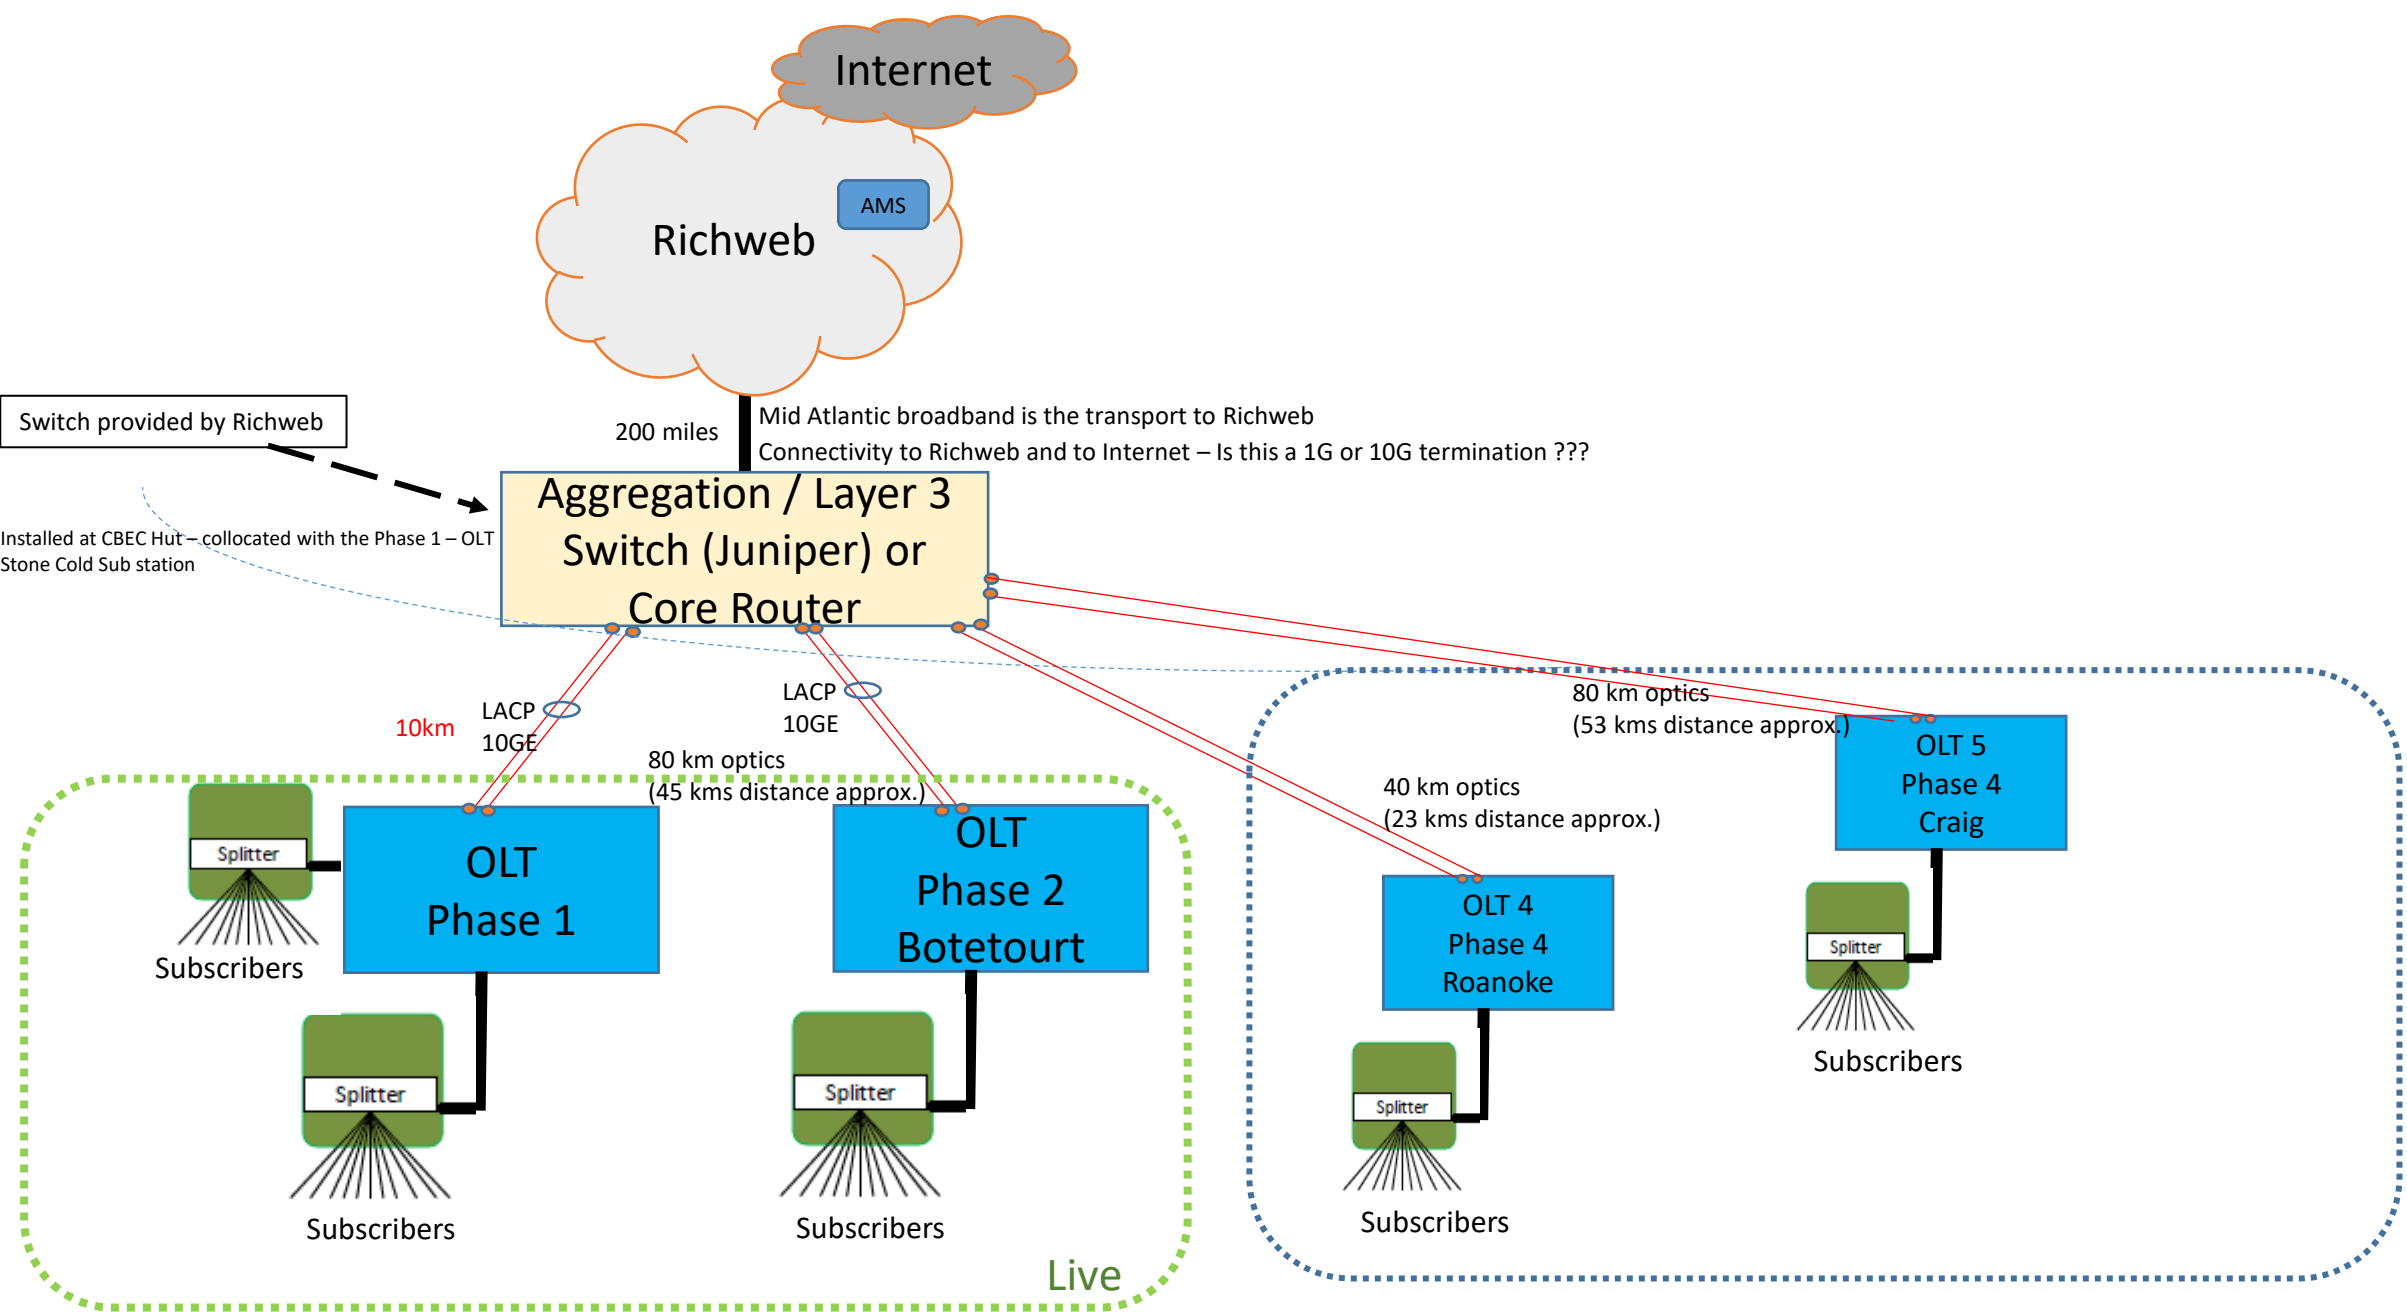 Internet
AMS
Richweb
Switch provided by Richweb
200 miles
Mid Atlantic broadband is the transport to Richweb
Connectivity to Richweb and to Internet – Is this a 1G or 10G termination ???
Aggregation / Layer 3
Switch (Juniper) or
Core Router
Installed at CBEC Hut – collocated with the Phase 1 – OLT
Stone Cold Sub station
10km
LACP
10GE
LACP
10GE
80 km optics
(45 kms distance approx.)
80 km optics
(53 kms distance approx.)
40 km optics
(23 kms distance approx.)
Splitter
Subscribers
OLT
Phase 1
OLT
Phase 2
Botetourt
OLT 4
Phase 4
Roanoke
OLT 5
Phase 4
Craig
Splitter
Subscribers
Splitter
Subscribers
Splitter
Subscribers
Splitter
Subscribers
Live